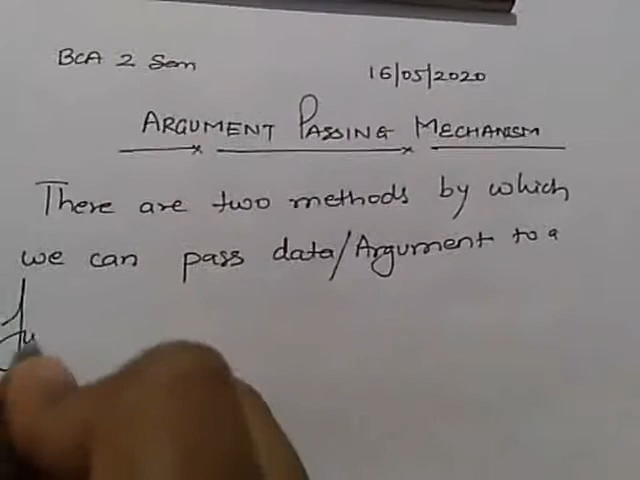 BCA 2 Sem
16/05/2020
ARGUMENT PASSING MECHANISM
There are two methods by which
we can pass data/Argument to a
fu